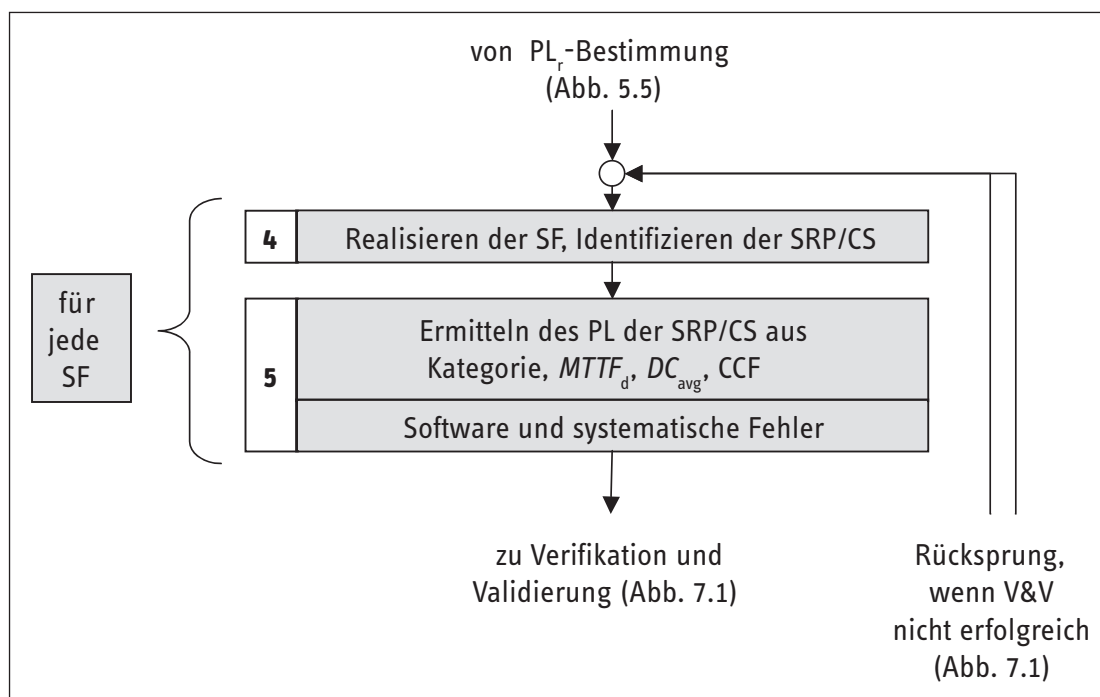 von PLr-Bestimmung
(Abb. 5.5)
4
Realisieren der SF, Identifizieren der SRP/CS
für
jede
SF
5
Ermitteln des PL der SRP/CS aus
Kategorie, MTTFd, DCavg, CCF
Software und systematische Fehler
zu Verifikation und
Validierung (Abb. 7.1)
Rücksprung,
wenn V&V
nicht erfolgreich
(Abb. 7.1)